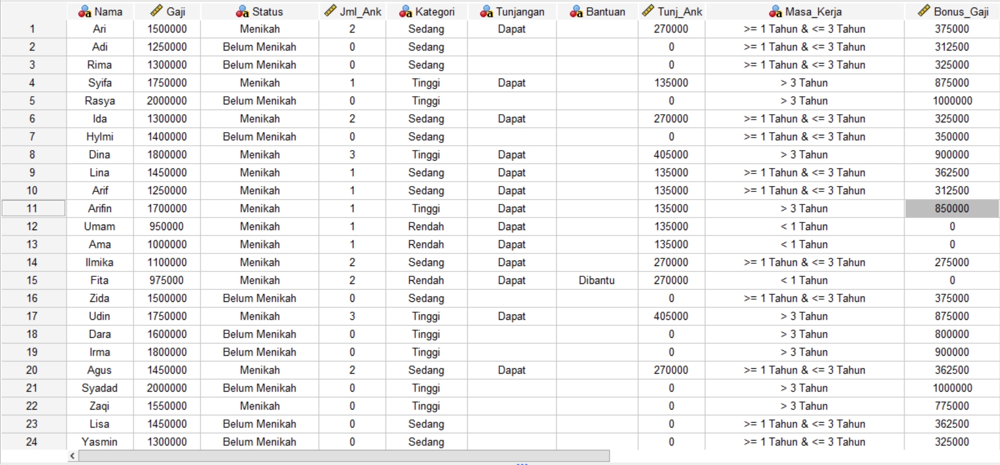 Nama Gaji Status Jml_Ank Kategori Tunjangan Bantuan Tunj_Ank Masa_Kerja Bonus_Gaji
1 Ari 1500000 Menikah 2 Sedang Dapat 270000 >= 1 Tahun & <= 3 Tahun 375000
2 Adi 1250000 Belum Menikah 0 Sedang 0 >= 1 Tahun & <= 3 Tahun 312500
3 Rima 1300000 Belum Menikah 0 Sedang 0 >= 1 Tahun & <= 3 Tahun 325000
4 Syifa 1750000 Menikah 1 Tinggi Dapat 135000 > 3 Tahun 875000
5 Rasya 2000000 Belum Menikah 0 Tinggi 0 > 3 Tahun 1000000
6 Ida 1300000 Menikah 2 Sedang Dapat 270000 >= 1 Tahun & <= 3 Tahun 325000
7 Hylmi 1400000 Belum Menikah 0 Sedang 0 >= 1 Tahun & <= 3 Tahun 350000
8 Dina 1800000 Menikah 3 Tinggi Dapat 405000 > 3 Tahun 900000
9 Lina 1450000 Menikah 1 Sedang Dapat 135000 >= 1 Tahun & <= 3 Tahun 362500
10 Arif 1250000 Menikah 1 Sedang Dapat 135000 >= 1 Tahun & <= 3 Tahun 312500
11 Arifin 1700000 Menikah 1 Tinggi Dapat 135000 > 3 Tahun 850000
12 Umam 950000 Menikah 1 Rendah Dapat 135000 < 1 Tahun 0
13 Ama 1000000 Menikah 1 Rendah Dapat 135000 < 1 Tahun 0
14 Ilmika 1100000 Menikah 2 Sedang Dapat 270000 >= 1 Tahun & <= 3 Tahun 275000
15 Fita 975000 Menikah 2 Rendah Dapat Dibantu 270000 < 1 Tahun 0
16 Zida 1500000 Belum Menikah 0 Sedang 0 >= 1 Tahun & <= 3 Tahun 375000
17 Udin 1750000 Menikah 3 Tinggi Dapat 405000 > 3 Tahun 875000
18 Dara 1600000 Belum Menikah 0 Tinggi 0 > 3 Tahun 800000
19 Irma 1800000 Belum Menikah 0 Tinggi 0 > 3 Tahun 900000
20 Agus 1450000 Menikah 2 Sedang Dapat 270000 >= 1 Tahun & <= 3 Tahun 362500
21 Syadad 2000000 Belum Menikah 0 Tinggi 0 > 3 Tahun 1000000
22 Zaqi 1550000 Menikah 0 Tinggi 0 > 3 Tahun 775000
23 Lisa 1450000 Belum Menikah 0 Sedang 0 >= 1 Tahun & <= 3 Tahun 362500
24 Yasmin 1300000 Belum Menikah 0 Sedang 0 >= 1 Tahun & <= 3 Tahun 325000